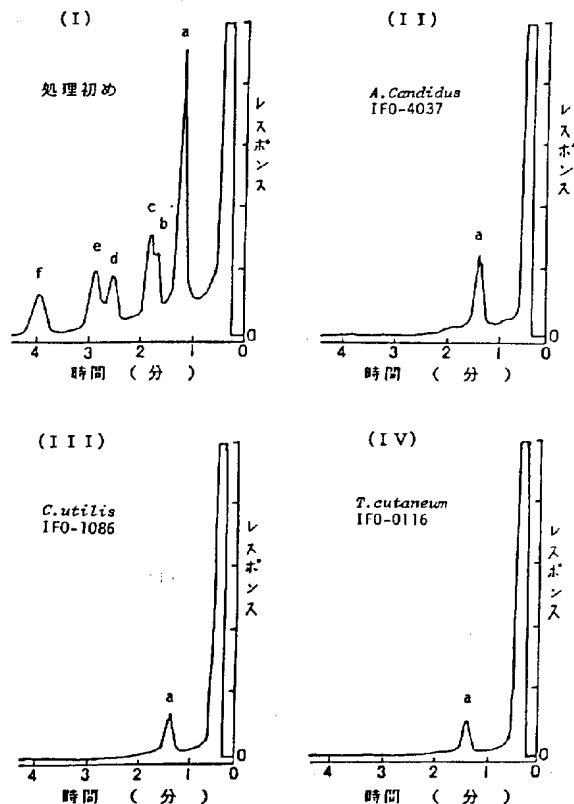 (I)
処理初め
a
c
b
e
d
f
レスポンス
0
4 3 2 1 0
時間 (分)
(II)
A.Candidus
IFO-4037
a
レスポンス
0
4 3 2 1 0
時間 (分)
(III)
C.utilis
IFO-1086
a
レスポンス
0
4 3 2 1 0
時間 (分)
(IV)
T.cutaneum
IFO-0116
a
レスポンス
0
4 3 2 1 0
時間 (分)